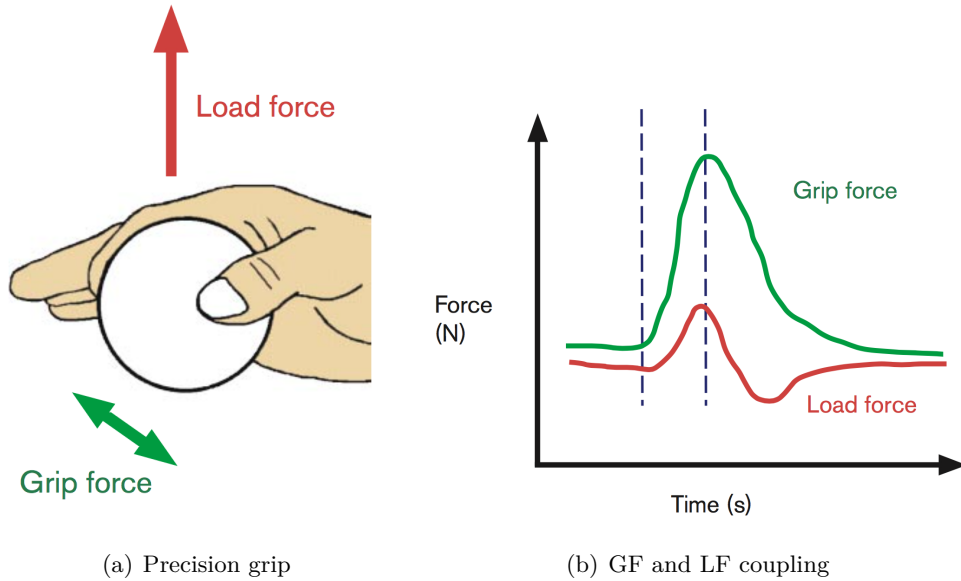 Load force
Grip force
Grip force
Force
(N)
Load force
Time (s)
(a) Precision grip
(b) GF and LF coupling